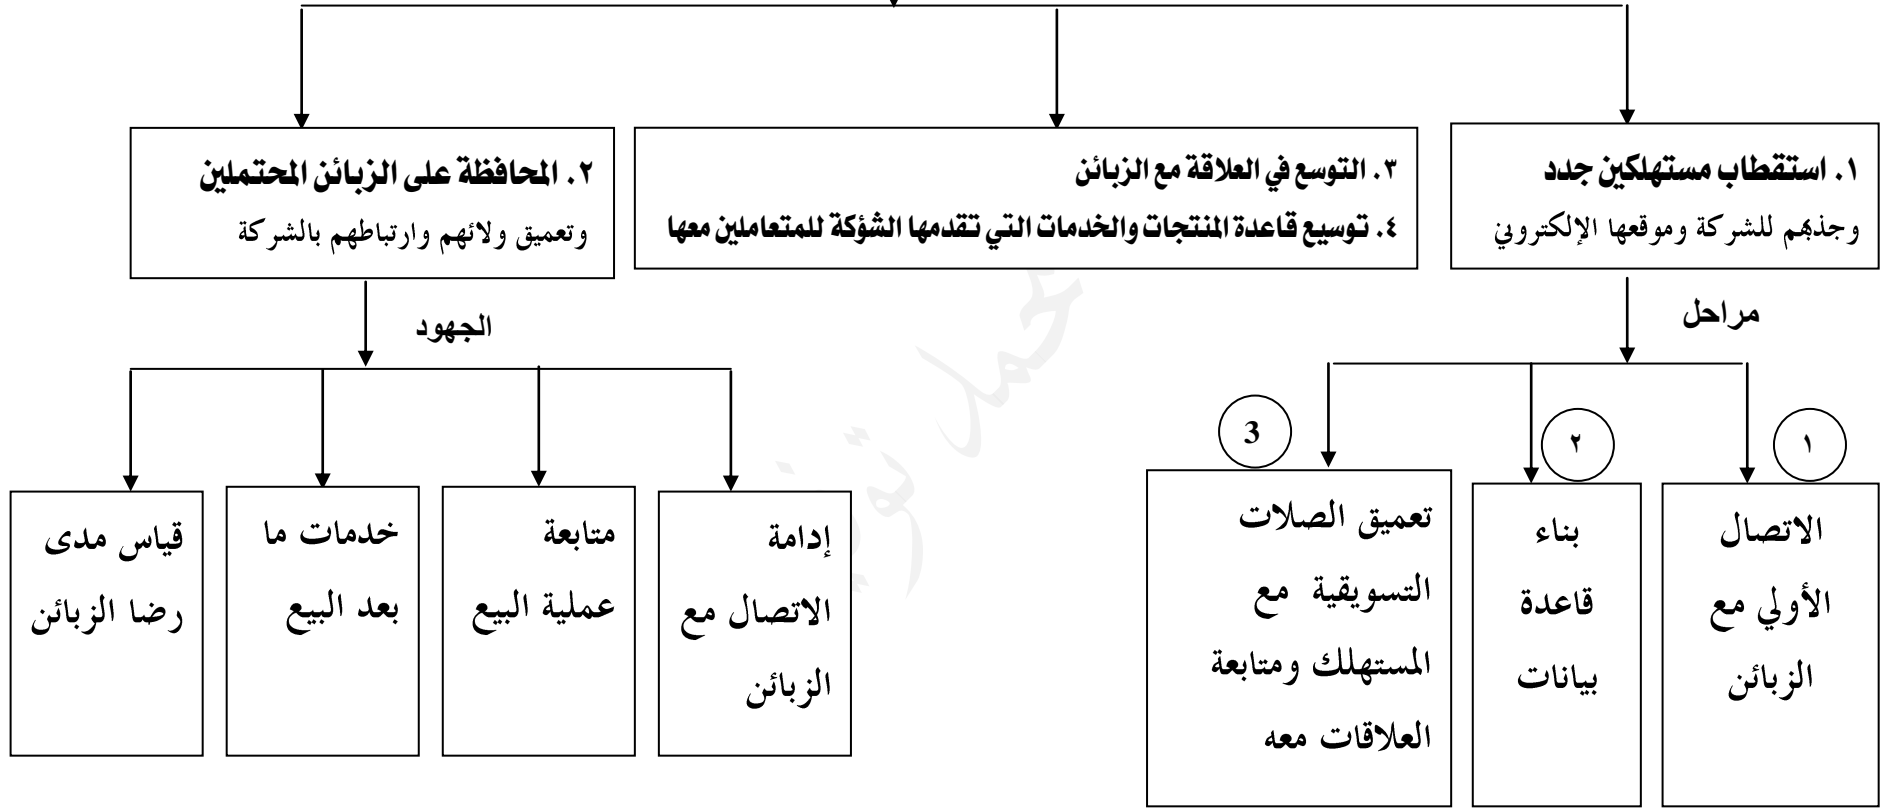 ١. استقطاب مستهلكين جدد
وجذبهم للشركة وموقعها الإلكتروني
٣. التوسع في العلاقة مع الزبائن
٤. توسيع قاعدة المنتجات والخدمات التي تقدمها الشؤكة للمتعاملين معها
٢. المحافظة على الزبائن المحتملين
وتعميق ولائهم وارتباطهم بالشركة
مراحل
١
الاتصال
الأولي مع
الزبائن
٢
بناء
قاعدة
بيانات
3
تعميق الصلات
التسويقية مع
المستهلك ومتابعة
العلاقات معه
الجهود
إدامة
الاتصال مع
الزبائن
متابعة
عملية البيع
خدمات ما
بعد البيع
قياس مدى
رضا الزبائن